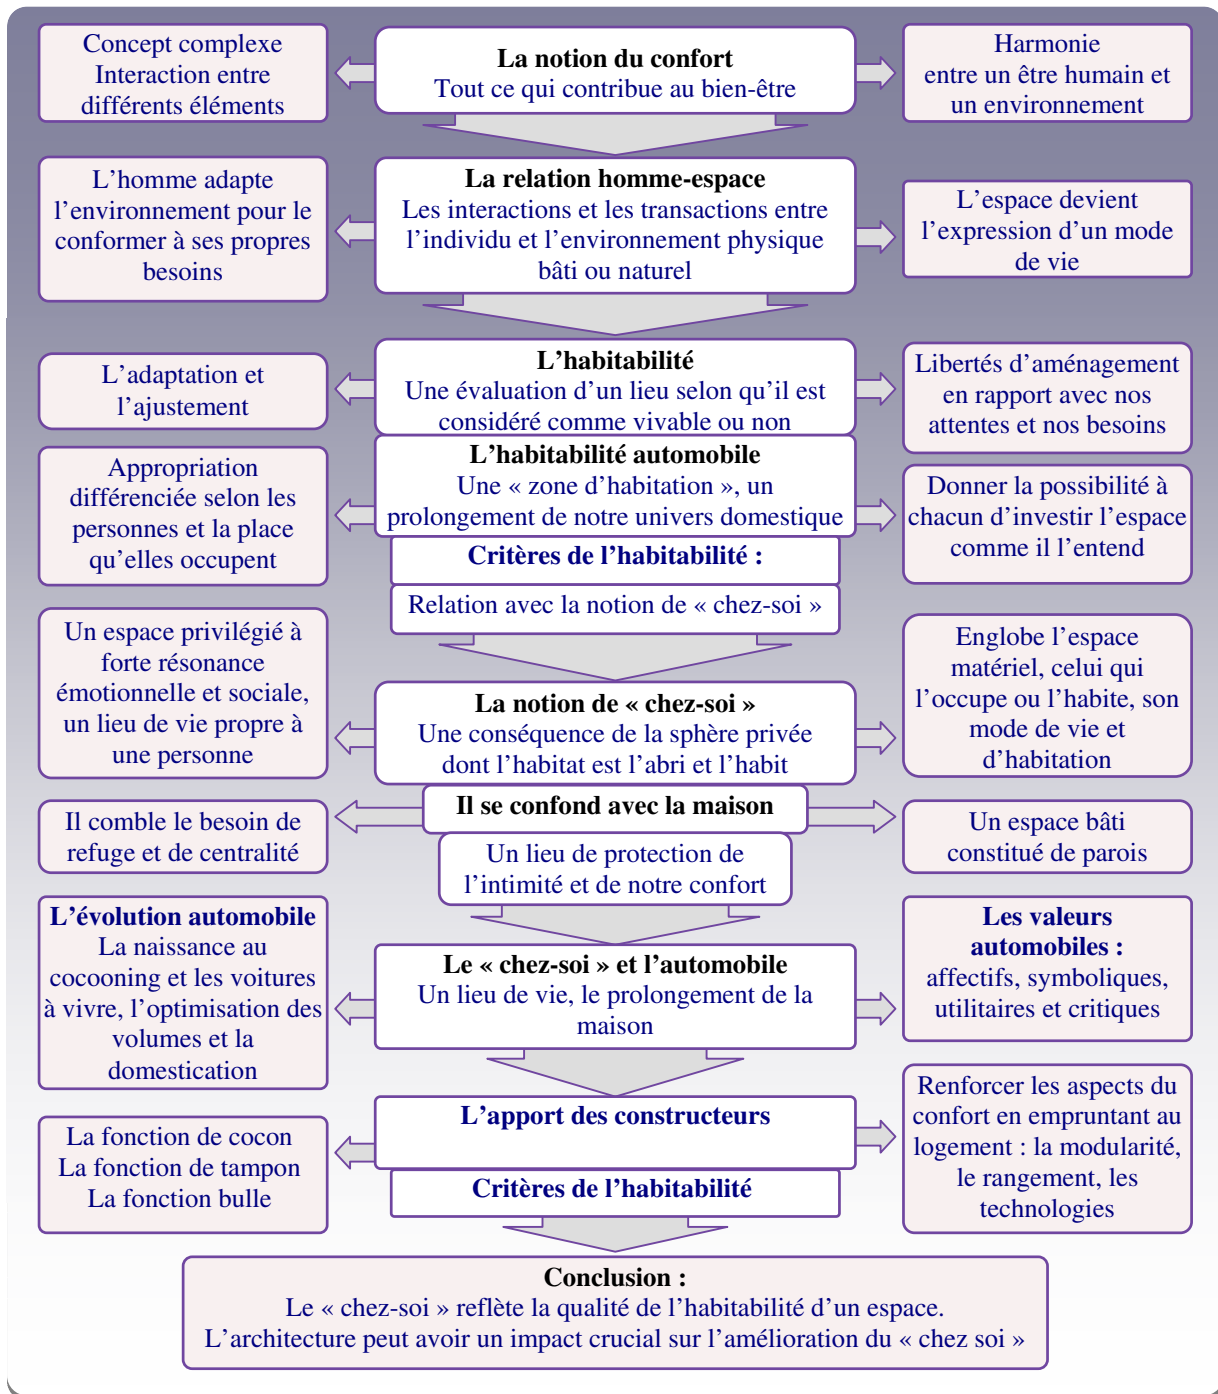 Concept complexe
Interaction entre
différents éléments
La notion du confort
Tout ce qui contribue au bien-être
Harmonie
entre un être humain et
un environnement
L’homme adapte
l’environnement pour le
conformer à ses propres
besoins
La relation homme-espace
Les interactions et les transactions entre
l’individu et l’environnement physique
bâti ou naturel
L’espace devient
l’expression d’un mode
de vie
L’adaptation et
l’ajustement
L’habitabilité
Une évaluation d’un lieu selon qu’il est
considéré comme vivable ou non
Libertés d’aménagement
en rapport avec nos
attentes et nos besoins
Appropriation
différenciée selon les
personnes et la place
qu’elles occupent
L’habitabilité automobile
Une « zone d’habitation », un
prolongement de notre univers domestique
Donner la possibilité à
chacun d’investir l’espace
comme il l’entend
Critères de l’habitabilité :
Relation avec la notion de « chez-soi »
Un espace privilégié à
forte résonance
émotionnelle et sociale,
un lieu de vie propre à
une personne
La notion de « chez-soi »
Une conséquence de la sphère privée
dont l’habitat est l’abri et l’habit
Englobe l’espace
matériel, celui qui
l’occupe ou l’habite, son
mode de vie et
d’habitation
Il comble le besoin de
refuge et de centralité
Il se confond avec la maison
Un lieu de protection de
l’intimité et de notre confort
Un espace bâti
constitué de parois
L’évolution automobile
La naissance au
cocooning et les voitures
à vivre, l’optimisation des
volumes et la
domestication
Le « chez-soi » et l’automobile
Un lieu de vie, le prolongement de la
maison
Les valeurs
automobiles :
affectifs, symboliques,
utilitaires et critiques
La fonction de cocon
La fonction de tampon
La fonction bulle
L’apport des constructeurs
Critères de l’habitabilité
Renforcer les aspects du
confort en empruntant au
logement : la modularité,
le rangement, les
technologies
Conclusion :
Le « chez-soi » reflète la qualité de l’habitabilité d’un espace.
L’architecture peut avoir un impact crucial sur l’amélioration du « chez soi »